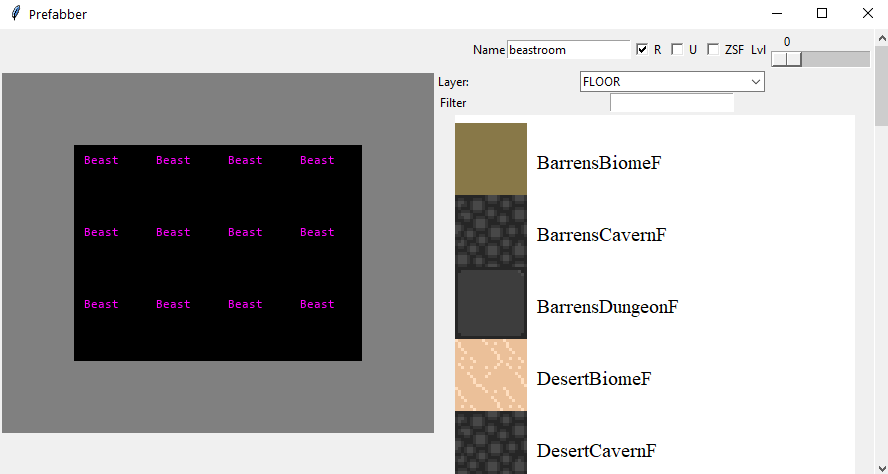 Prefabber
Name beastroom R U ZSF Lvl 0
Layer: FLOOR
Filter
Beast Beast Beast Beast
Beast Beast Beast Beast
Beast Beast Beast Beast
BarrensBiomeF
BarrensCavernF
BarrensDungeonF
DesertBiomeF
DesertCavernF